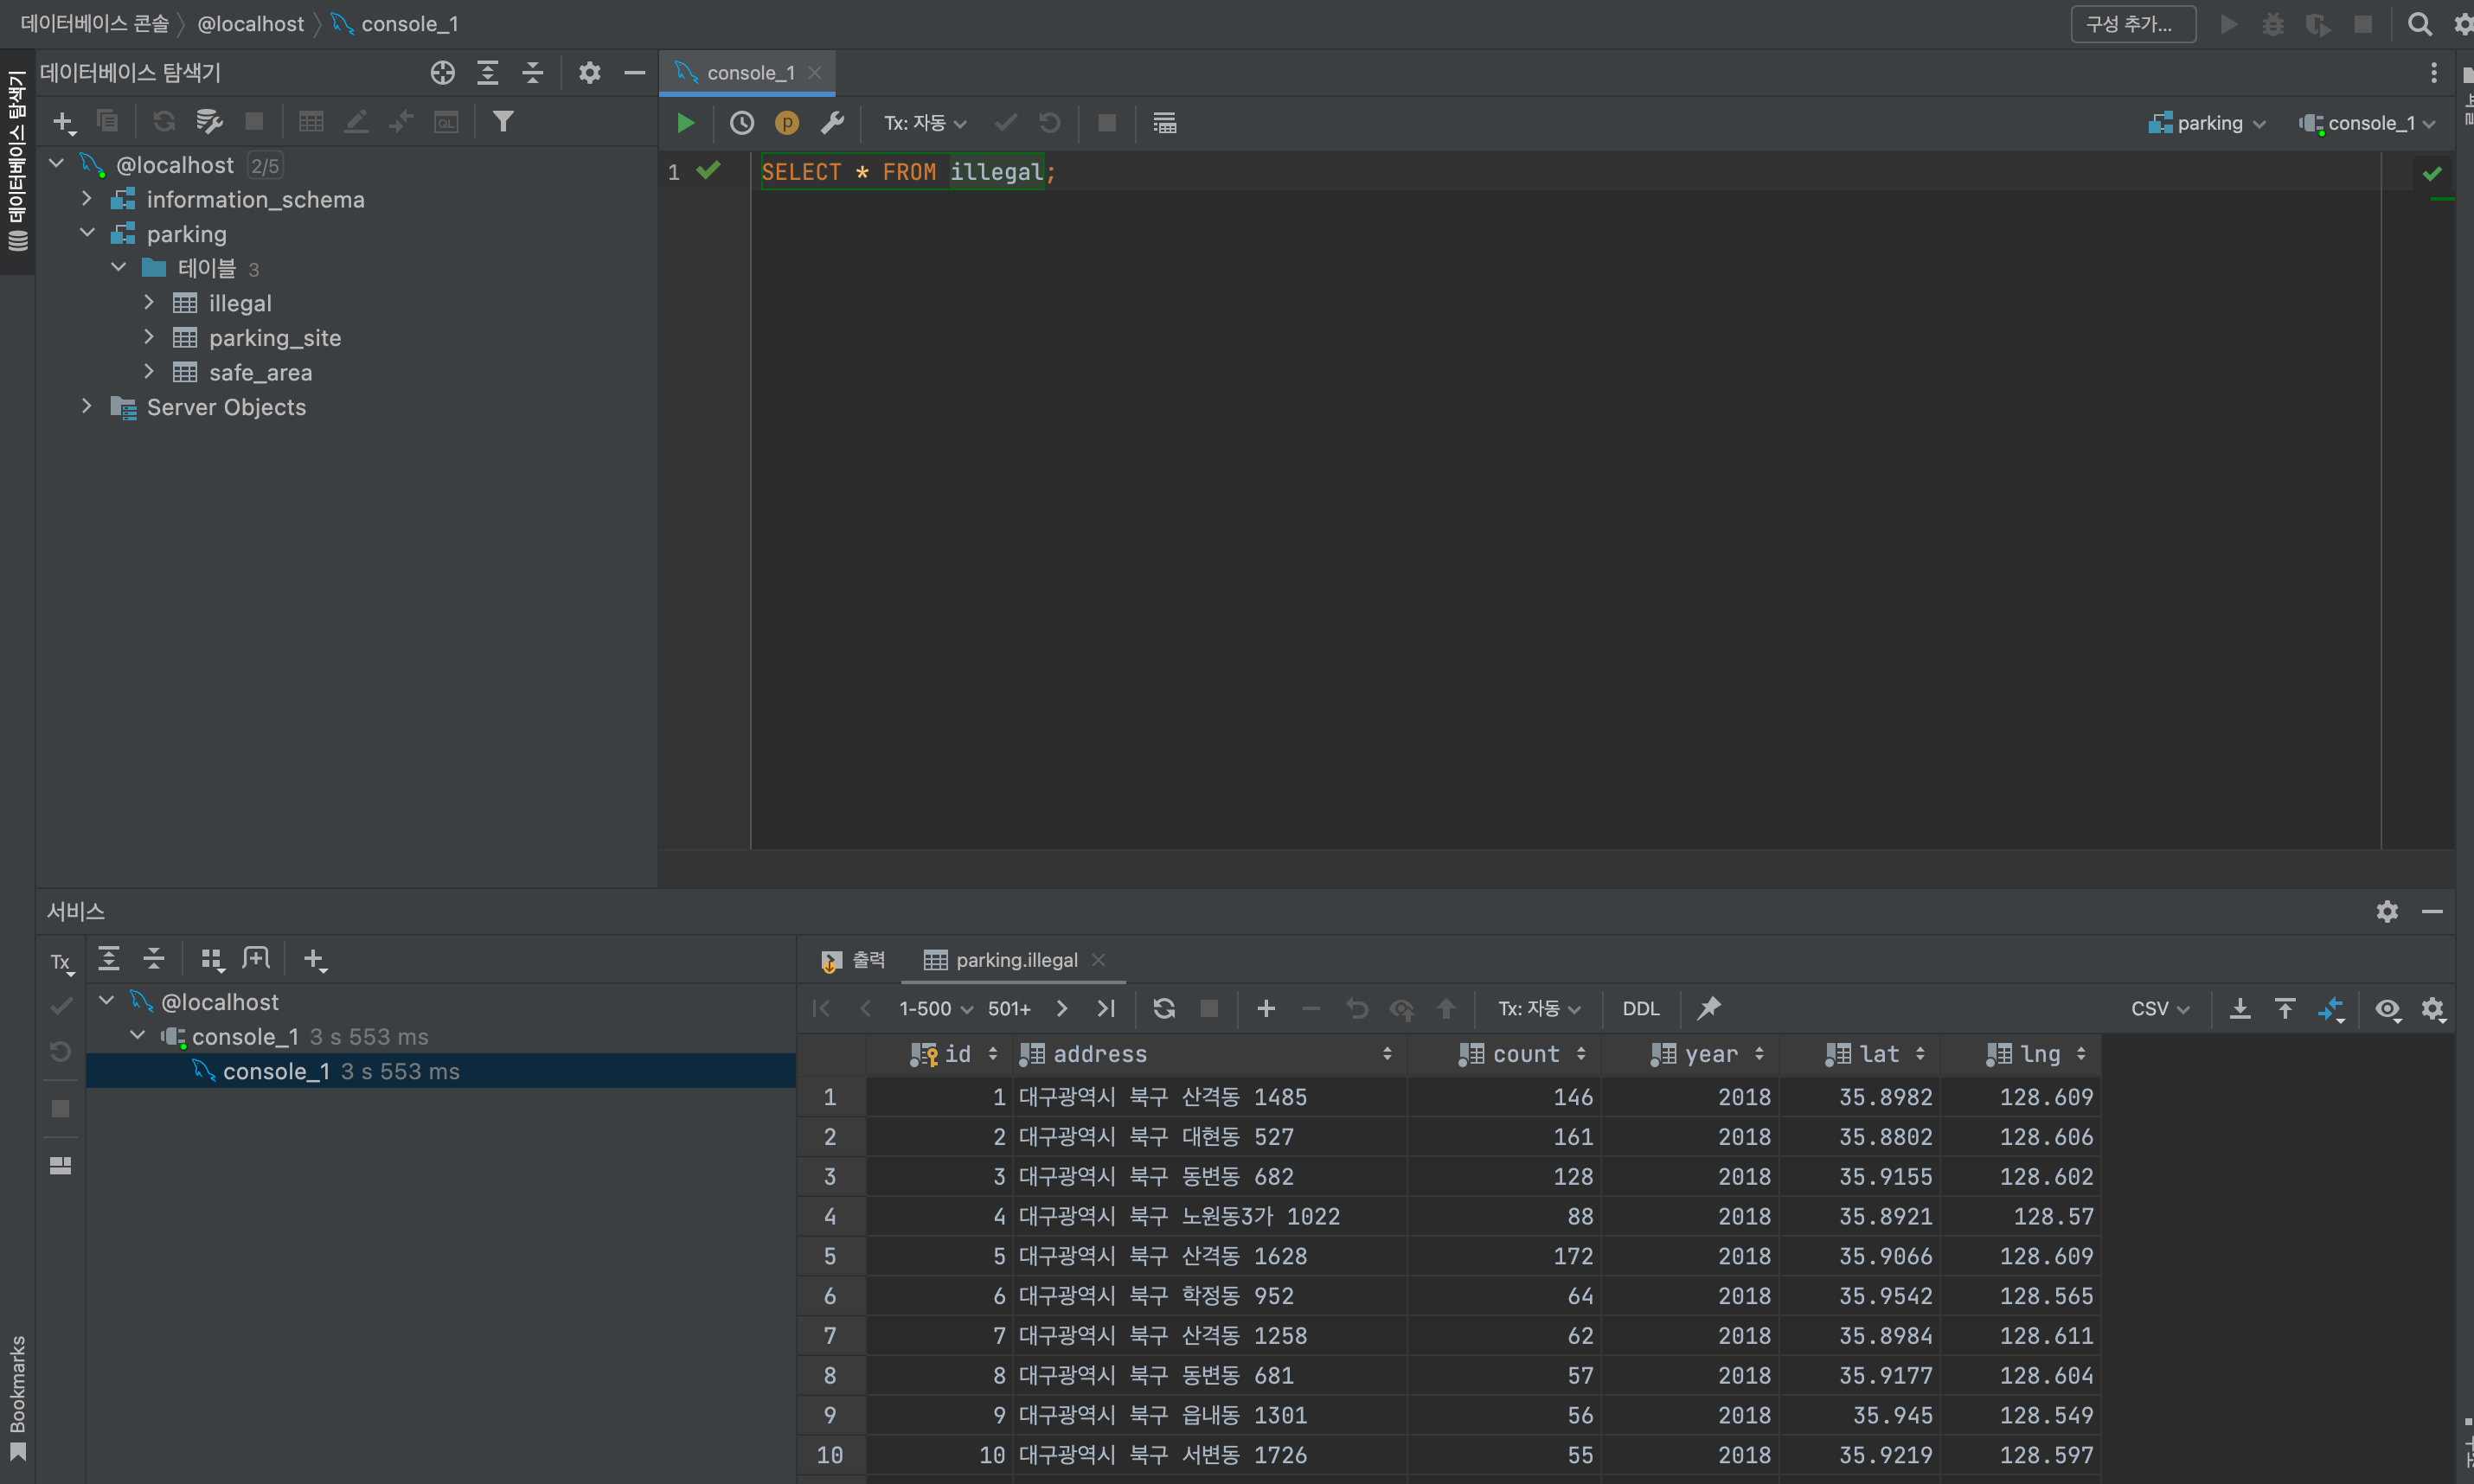 데이터베이스 콘솔 @localhost console_1 구성 추가...
데이터베이스 탐색기
데이터베이스 탐색기
console_1
Tx: 자동 parking console_1
@localhost 2/5
information_schema
parking
테이블 3
illegal
parking_site
safe_area
Server Objects
1 SELECT * FROM illegal;
서비스
Tx
@localhost
console_1 3 s 553 ms
console_1 3 s 553 ms
Bookmarks
출력 parking.illegal
1-500 501+ Tx: 자동 DDL CSV
id address count year lat lng
1 1 대구광역시 북구 산격동 1485 146 2018 35.8982 128.609
2 2 대구광역시 북구 대현동 527 161 2018 35.8802 128.606
3 3 대구광역시 북구 동변동 682 128 2018 35.9155 128.602
4 4 대구광역시 북구 노원동3가 1022 88 2018 35.8921 128.57
5 5 대구광역시 북구 산격동 1628 172 2018 35.9066 128.609
6 6 대구광역시 북구 학정동 952 64 2018 35.9542 128.565
7 7 대구광역시 북구 산격동 1258 62 2018 35.8984 128.611
8 8 대구광역시 북구 동변동 681 57 2018 35.9177 128.604
9 9 대구광역시 북구 읍내동 1301 56 2018 35.945 128.549
10 10 대구광역시 북구 서변동 1726 55 2018 35.9219 128.597